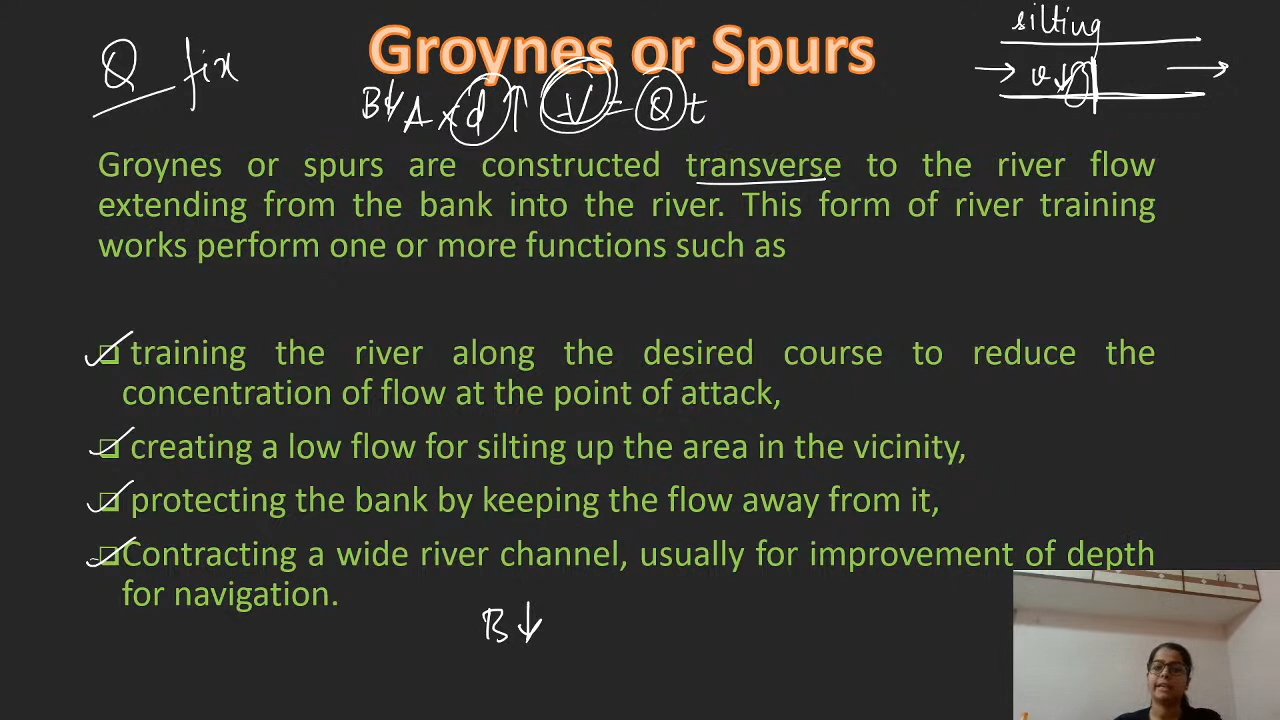 Groynes or Spurs
silting
Q fix
B↓ A × d ↑ V = Q t
v↓
Groynes or spurs are constructed transverse to the river flow
extending from the bank into the river. This form of river training
works perform one or more functions such as
training the river along the desired course to reduce the
concentration of flow at the point of attack,
creating a low flow for silting up the area in the vicinity,
protecting the bank by keeping the flow away from it,
Contracting a wide river channel, usually for improvement of depth
for navigation.
B↓